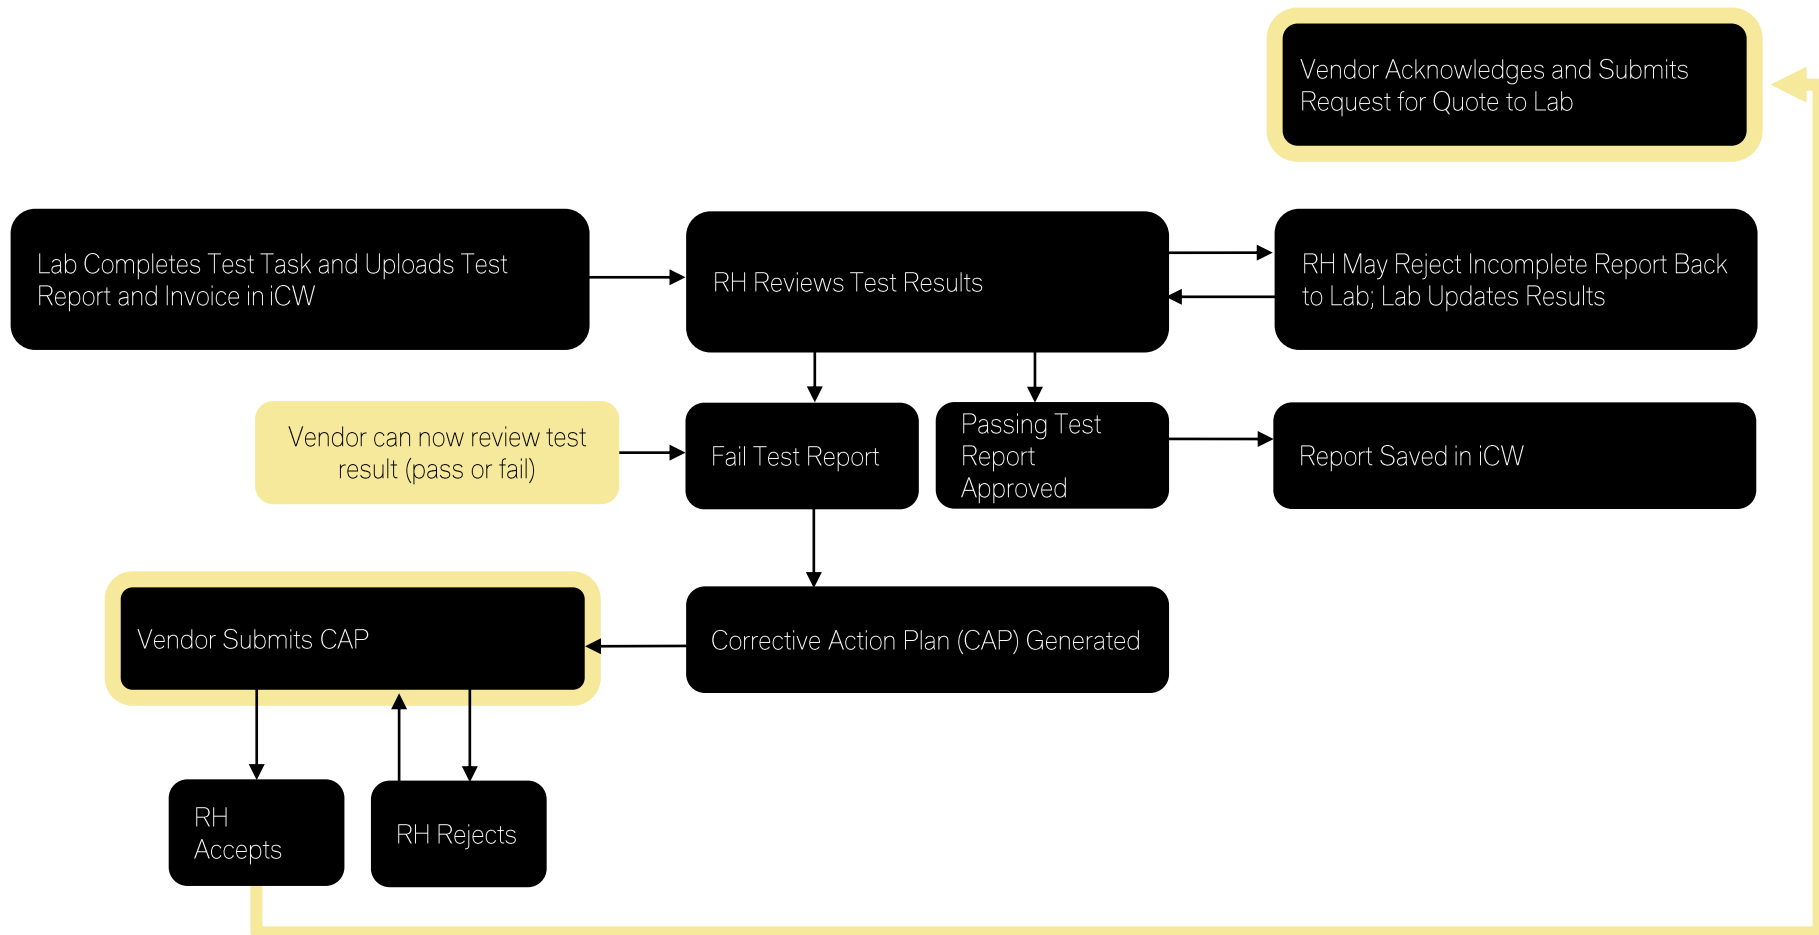 Vendor Acknowledges and Submits
Request for Quote to Lab
Lab Completes Test Task and Uploads Test
Report and Invoice in iCW
RH Reviews Test Results
RH May Reject Incomplete Report Back
to Lab; Lab Updates Results
Vendor can now review test
result (pass or fail)
Fail Test Report
Passing Test
Report
Approved
Report Saved in iCW
Vendor Submits CAP
Corrective Action Plan (CAP) Generated
RH
Accepts
RH Rejects